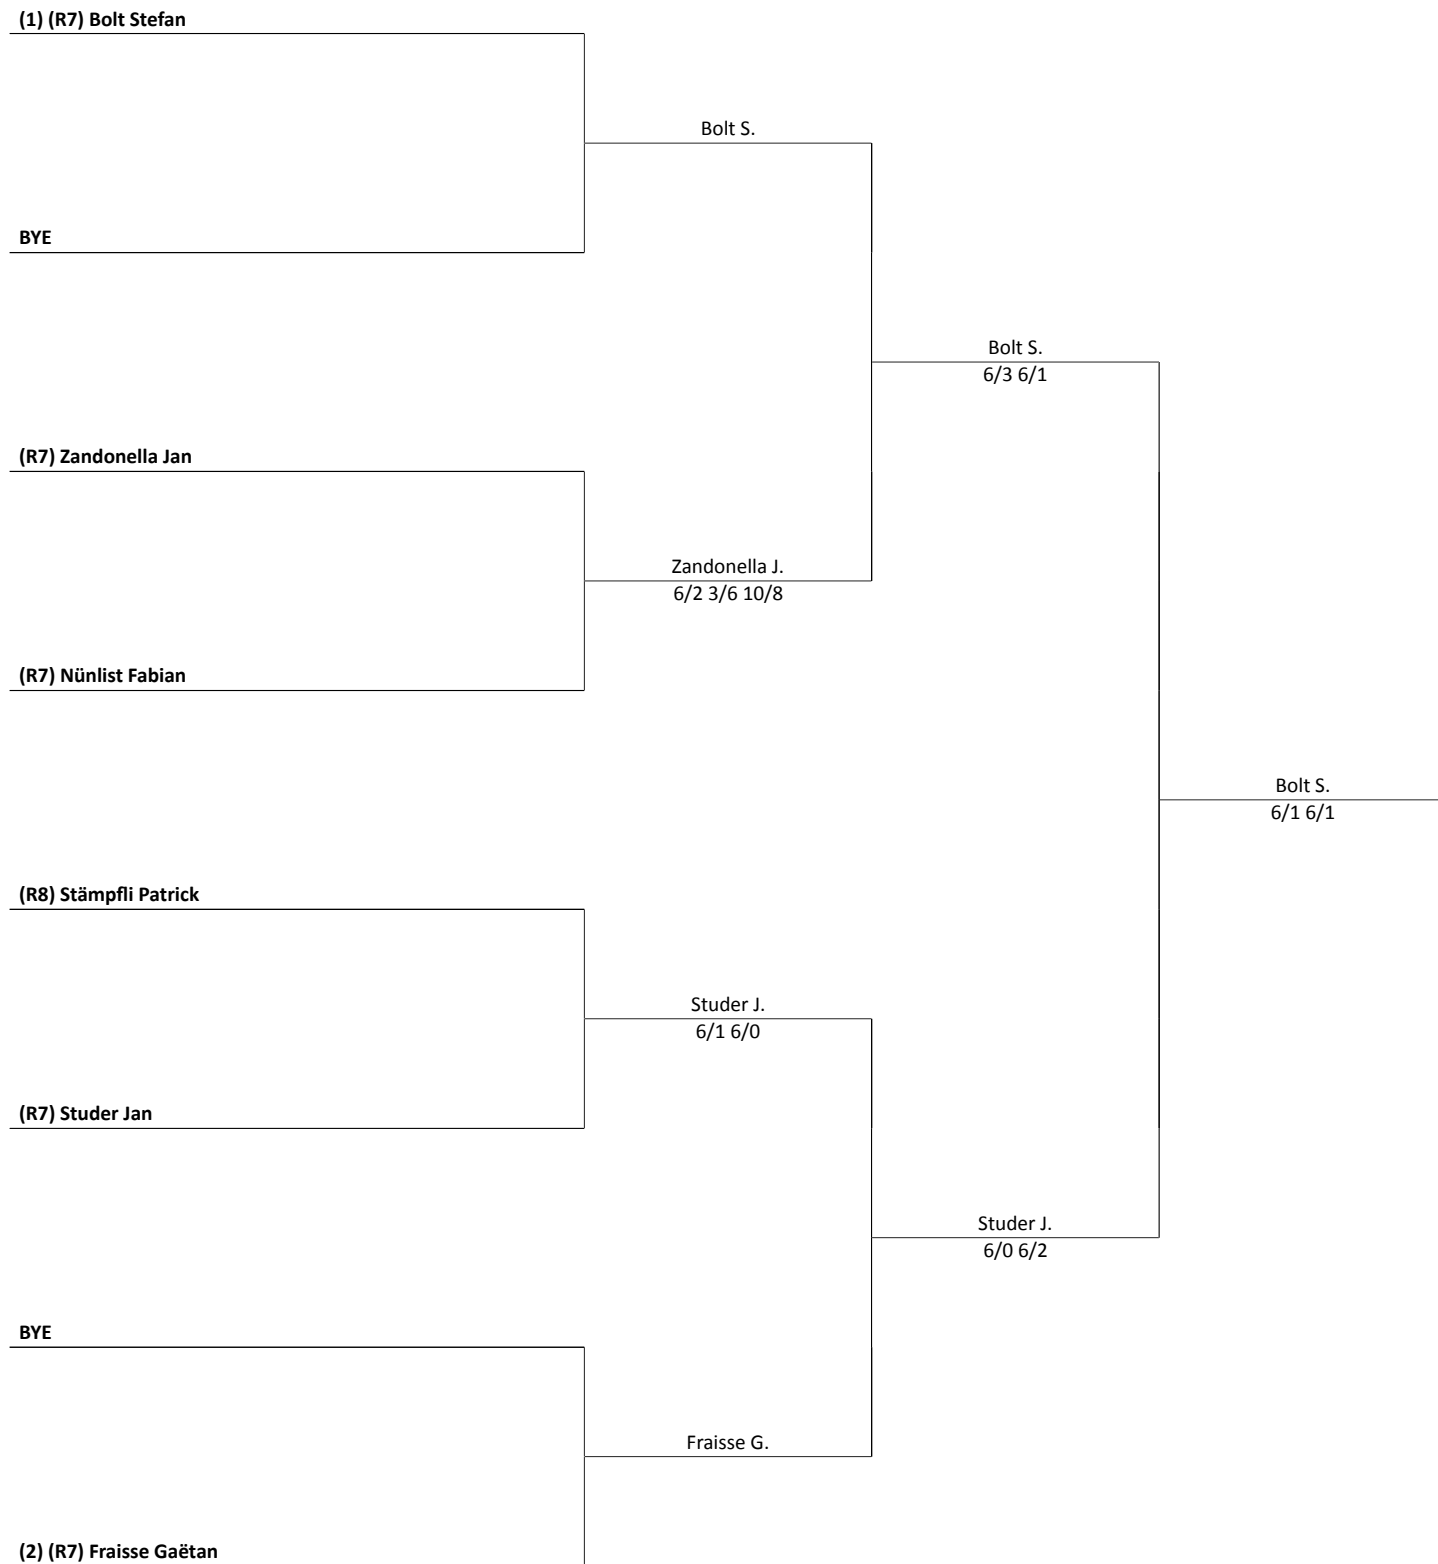 (1) (R7) Bolt Stefan
Bolt S.
BYE
Bolt S.
6/3 6/1
(R7) Zandonella Jan
Zandonella J.
6/2 3/6 10/8
(R7) Nünlist Fabian
Bolt S.
6/1 6/1
(R8) Stämpfli Patrick
Studer J.
6/1 6/0
(R7) Studer Jan
Studer J.
6/0 6/2
BYE
Fraisse G.
(2) (R7) Fraisse Gaëtan